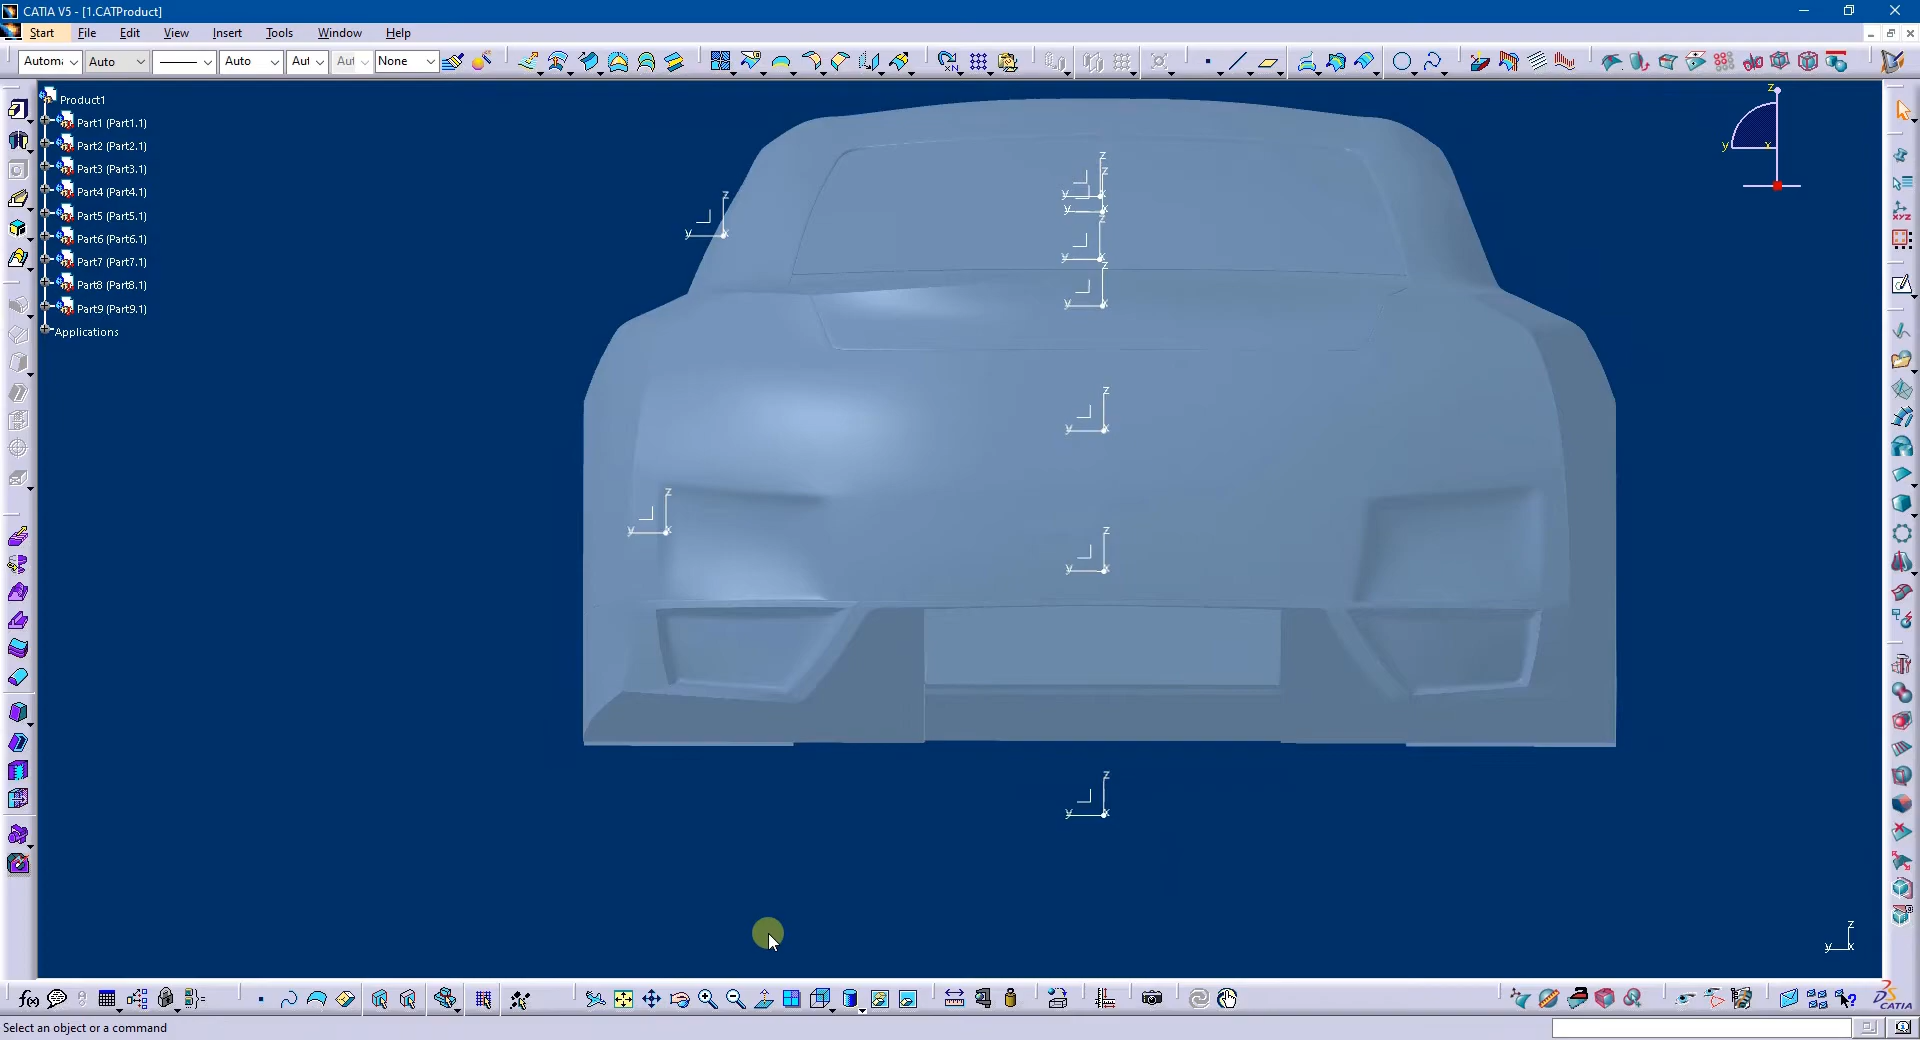 CATIA V5 - [1.CATProduct]
Start File Edit View Insert Tools Window Help
Auto Auto Aut Aut None
Product1
Part1 (Part1.1)
Part2 (Part2.1)
Part3 (Part3.1)
Part4 (Part4.1)
Part5 (Part5.1)
Part6 (Part6.1)
Part7 (Part7.1)
Part8 (Part8.1)
Part9 (Part9.1)
Applications
z
y x
z
y x
z
z
y x
y x
z
y x
z
y x
z
y x
z
y x
z
y x
z
y x
z
y x
XYZ
f(x)
CATIA
Select an object or a command